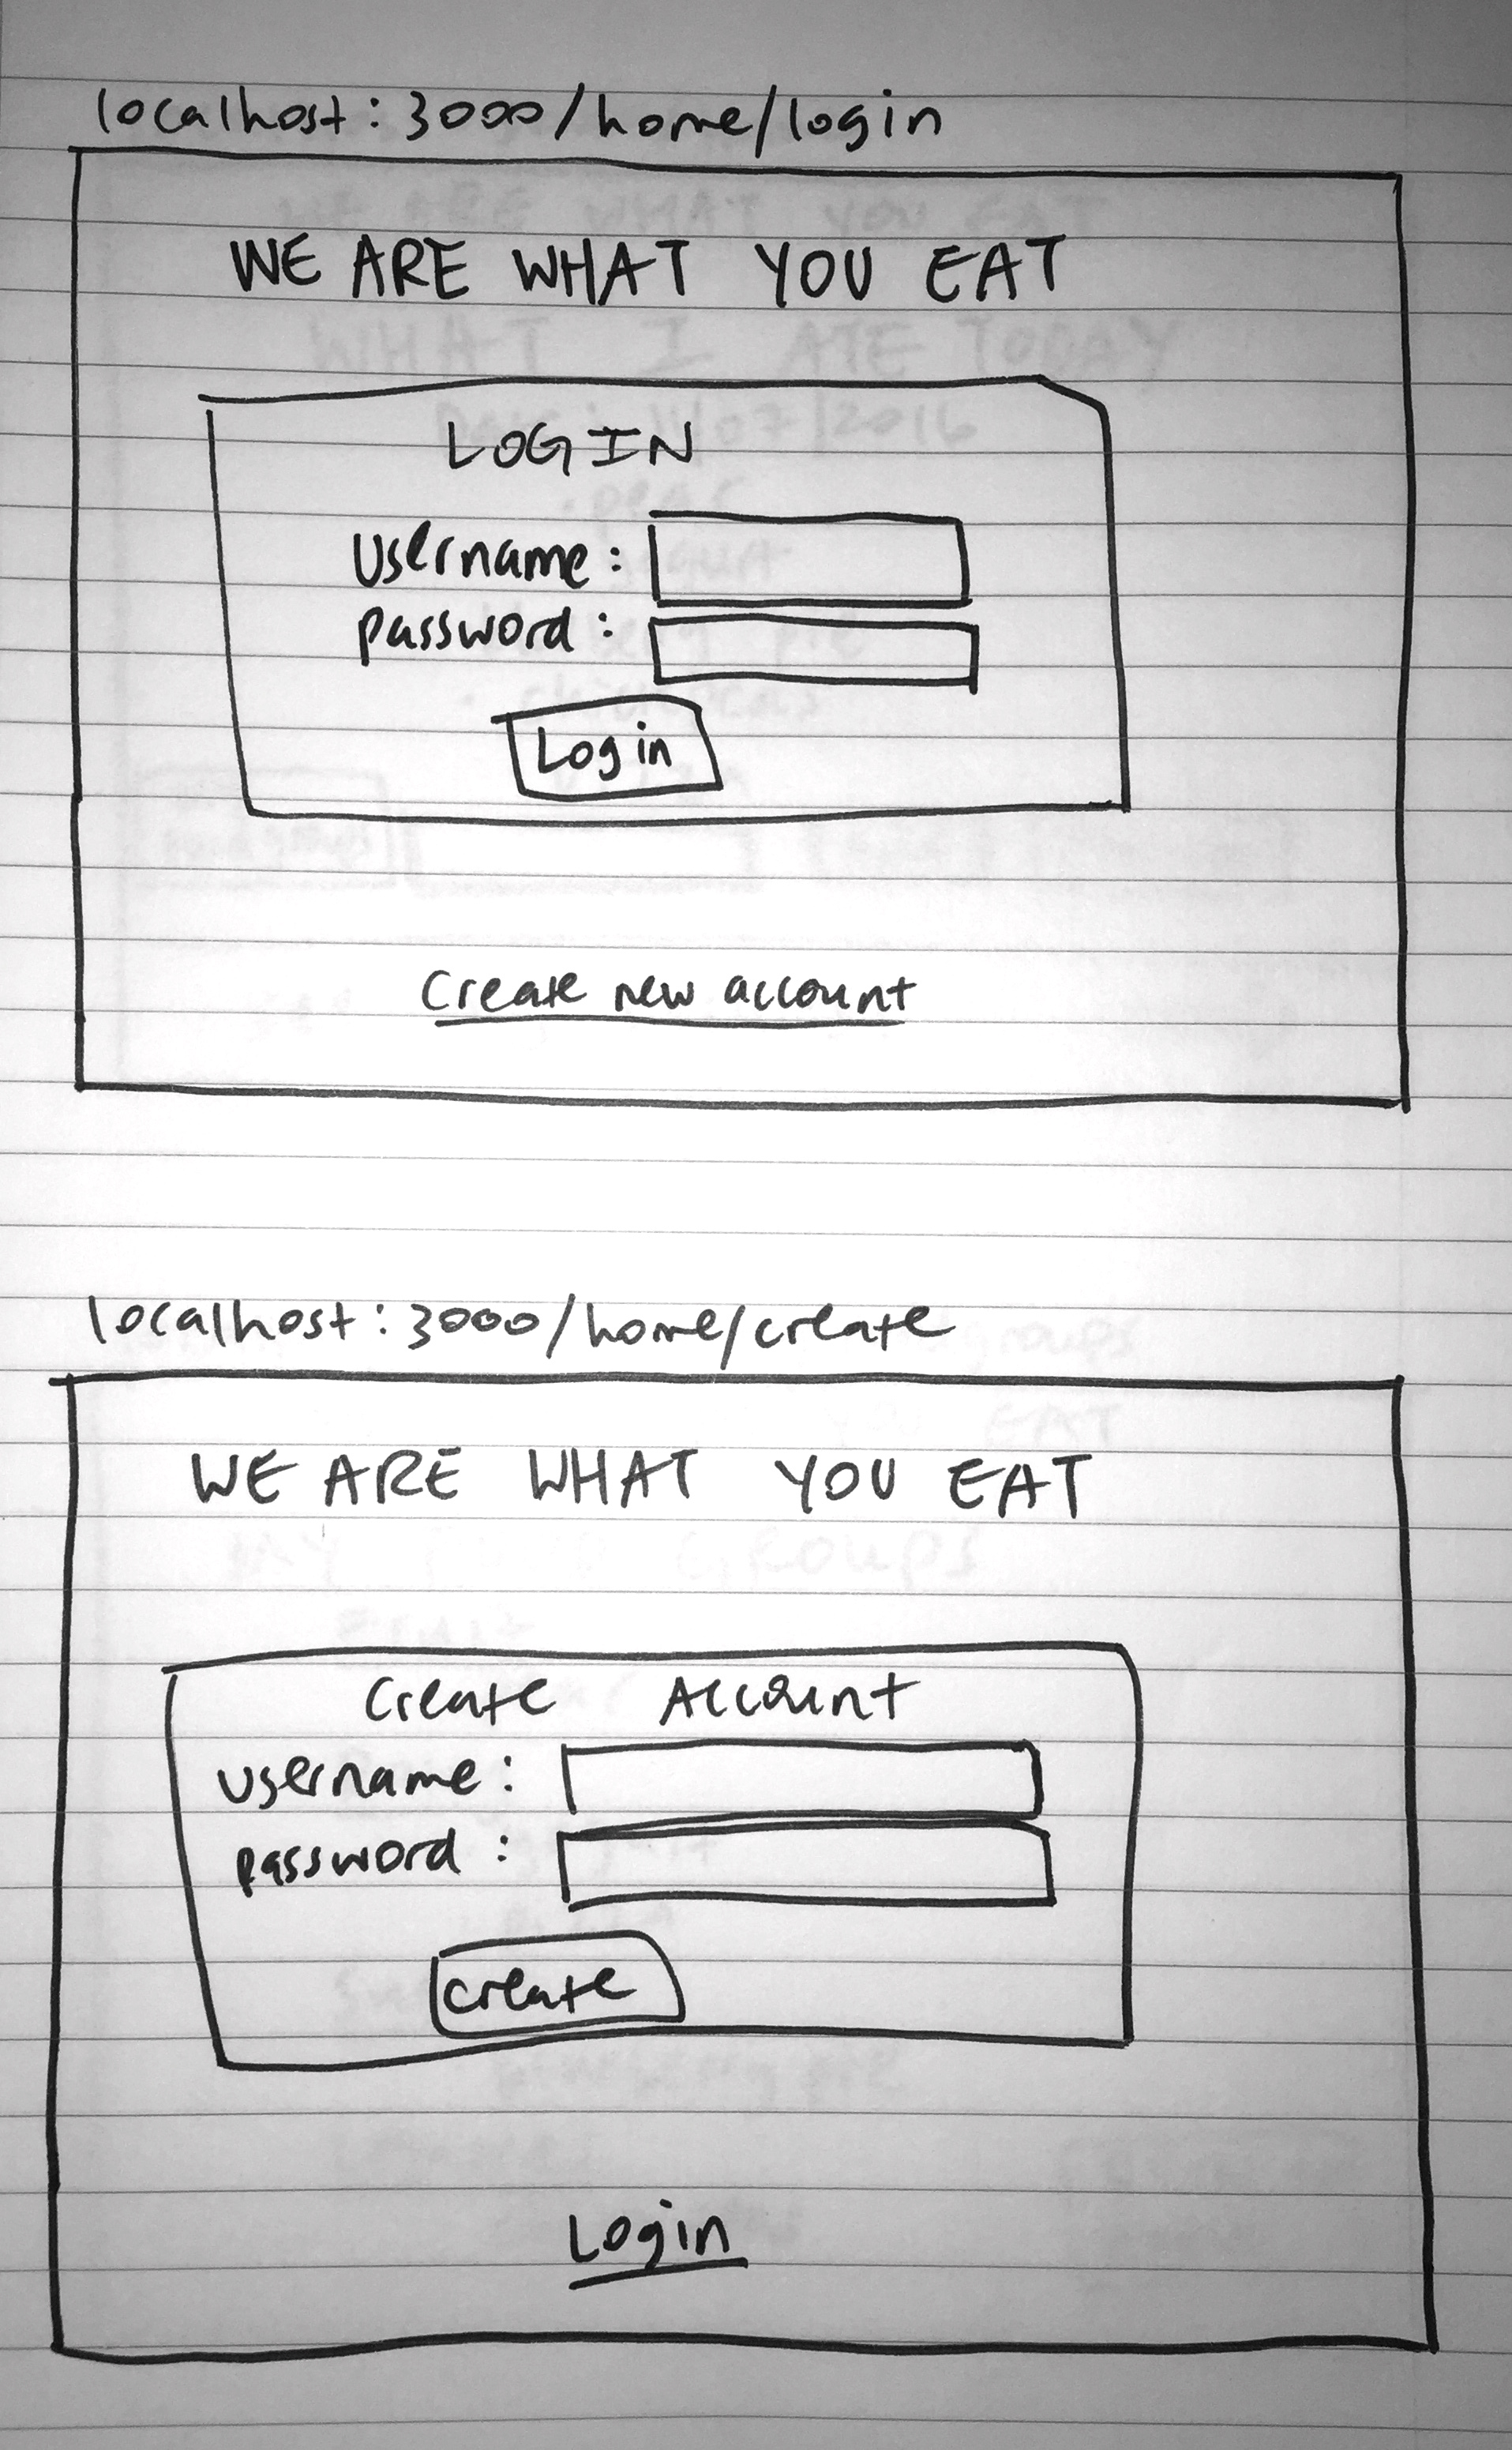 localhost:3000/home/login
WE ARE WHAT YOU EAT
LOGIN
Username:
password:
Log in
Create new account
localhost:3000/home/create
WE ARE WHAT YOU EAT
Create Account
username:
password:
create
Login